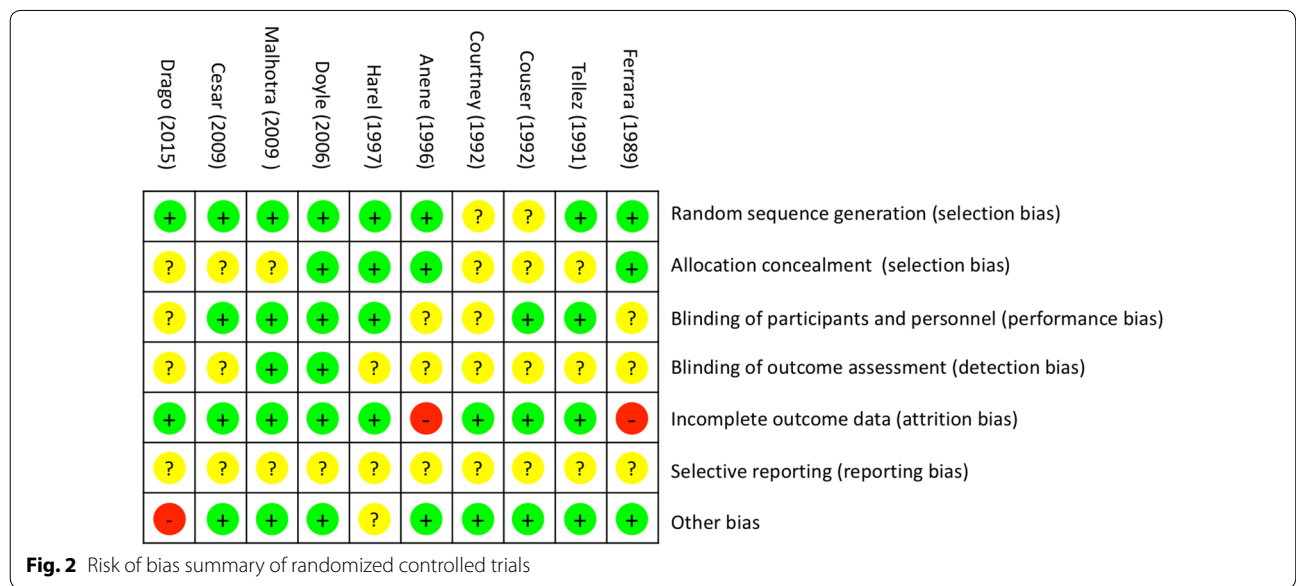 Drago (2015)
Cesar (2009)
Malhotra (2009 )
Doyle (2006)
Harel (1997)
Anene (1996)
Courtney (1992)
Couser (1992)
Tellez (1991)
Ferrara (1989)
+ + + + + + ? ? + + Random sequence generation (selection bias)
? ? ? + + + ? ? ? + Allocation concealment (selection bias)
? + + + + ? ? + + ? Blinding of participants and personnel (performance bias)
? ? + + ? ? ? ? ? ? Blinding of outcome assessment (detection bias)
+ + + + + - + + + - Incomplete outcome data (attrition bias)
? ? ? ? ? ? ? ? ? ? Selective reporting (reporting bias)
- + + + ? + + + + + Other bias
Fig. 2 Risk of bias summary of randomized controlled trials